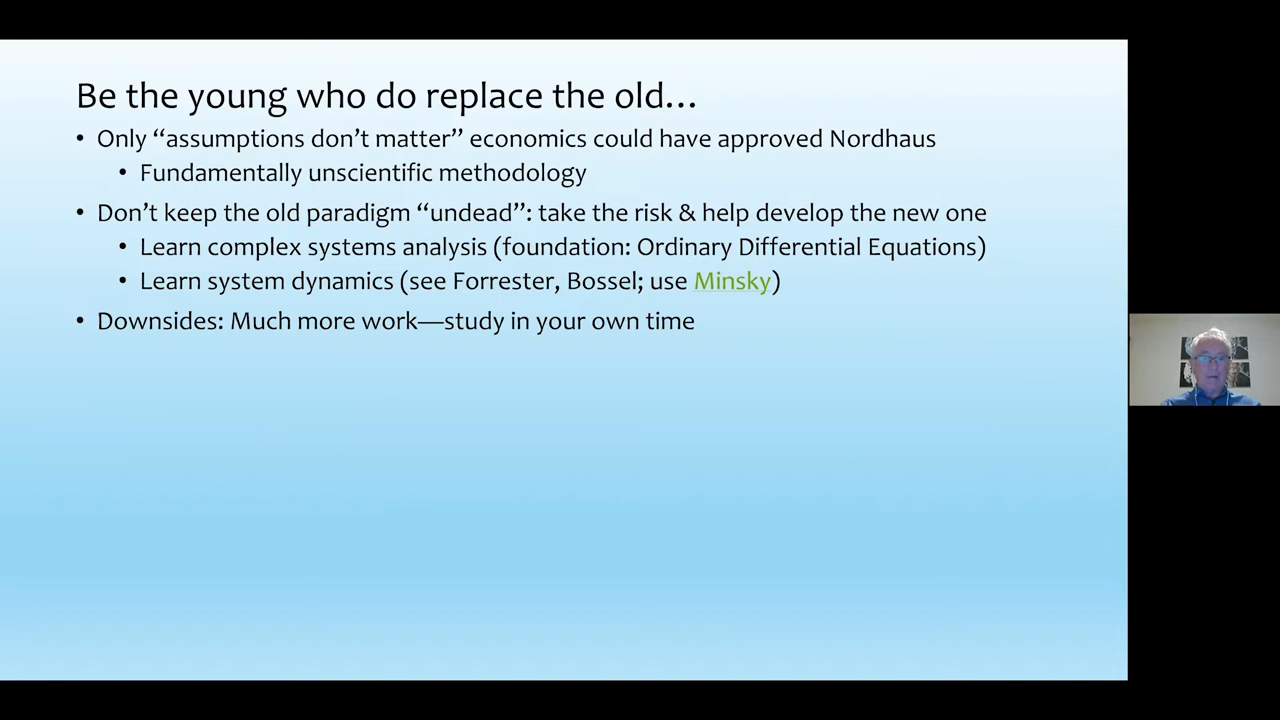 Be the young who do replace the old…
• Only “assumptions don’t matter” economics could have approved Nordhaus
• Fundamentally unscientific methodology
• Don’t keep the old paradigm “undead”: take the risk & help develop the new one
• Learn complex systems analysis (foundation: Ordinary Differential Equations)
• Learn system dynamics (see Forrester, Bossel; use Minsky)
• Downsides: Much more work—study in your own time